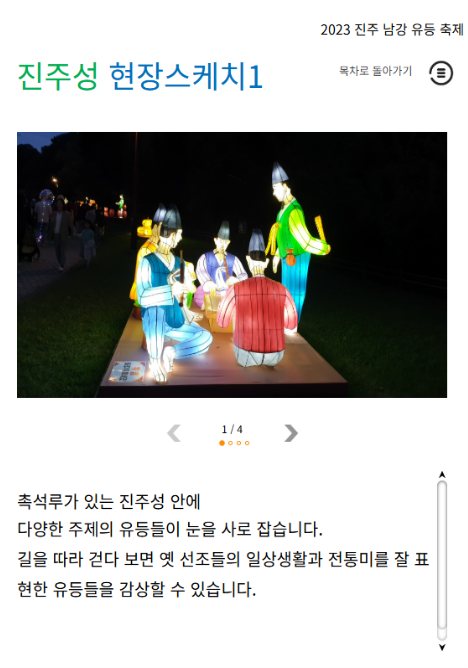 2023 진주 남강 유등 축제
진주성 현장스케치1
목차로 돌아가기
1 / 4
촉석루가 있는 진주성 안에
다양한 주제의 유등들이 눈을 사로 잡습니다.
길을 따라 걷다 보면 옛 선조들의 일상생활과 전통미를 잘 표
현한 유등들을 감상할 수 있습니다.